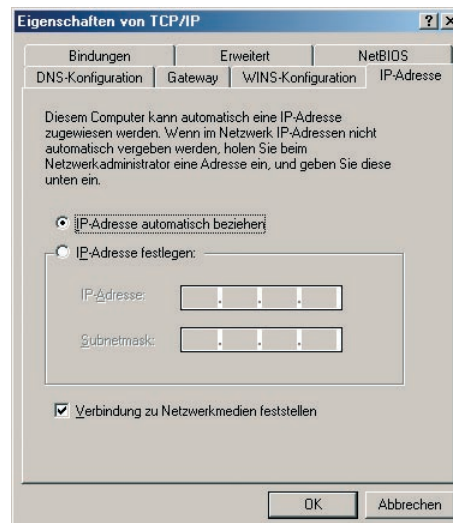 Eigenschaften von TCP/IP
Bindungen Erweitert NetBIOS
DNS-Konfiguration Gateway WINS-Konfiguration IP-Adresse
Diesem Computer kann automatisch eine IP-Adresse
zugewiesen werden. Wenn im Netzwerk IP-Adressen nicht
automatisch vergeben werden, holen Sie beim
Netzwerkadministrator eine Adresse ein, und geben Sie diese
unten ein.
IP-Adresse automatisch beziehen
IP-Adresse festlegen:
IP-Adresse:
Subnetmask:
Verbindung zu Netzwerkmedien feststellen
OK Abbrechen